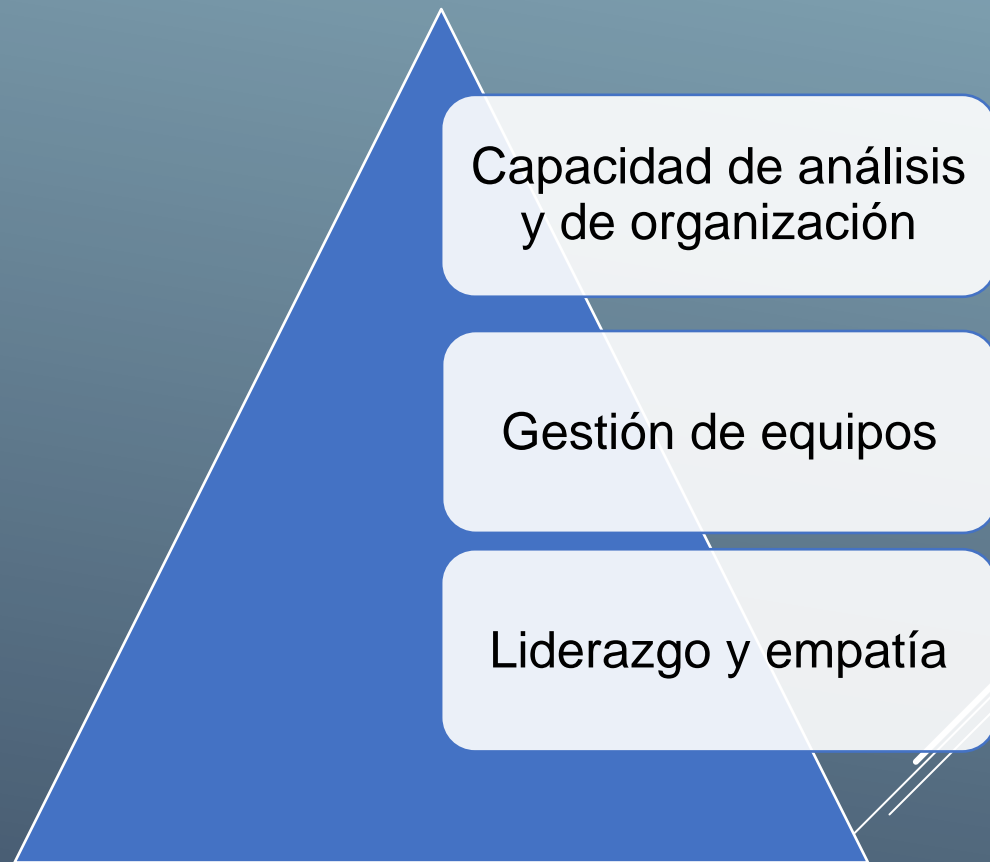 Capacidad de análisis
y de organización
Gestión de equipos
Liderazgo y empatía